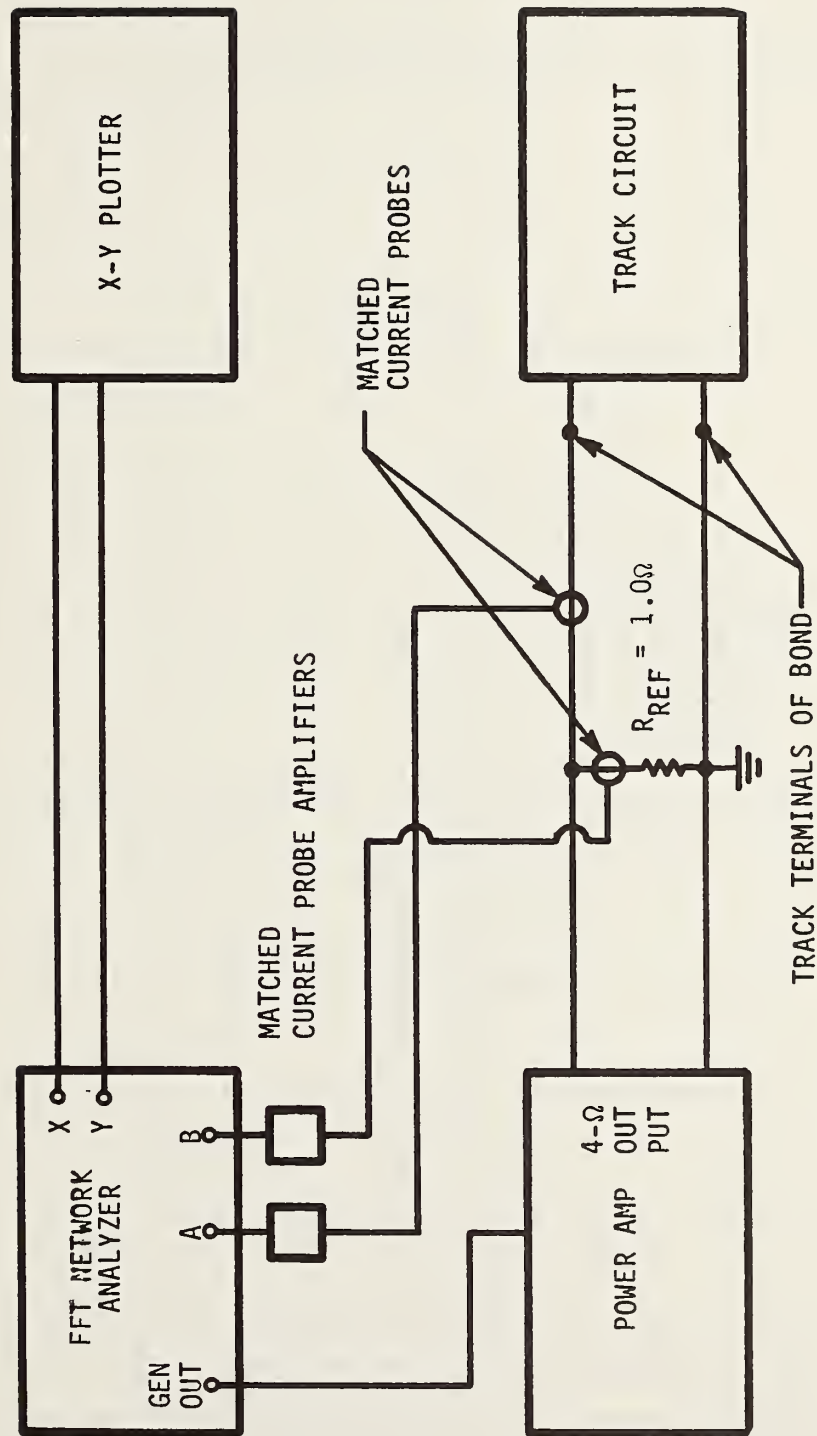 FFT NETWORK
ANALYZER
X
Y
GEN
OUT
A
B
X-Y PLOTTER
MATCHED
CURRENT PROBE AMPLIFIERS
MATCHED
CURRENT PROBES
POWER AMP
4-Ω
OUT
PUT
R_REF = 1.0Ω
TRACK CIRCUIT
TRACK TERMINALS OF BOND